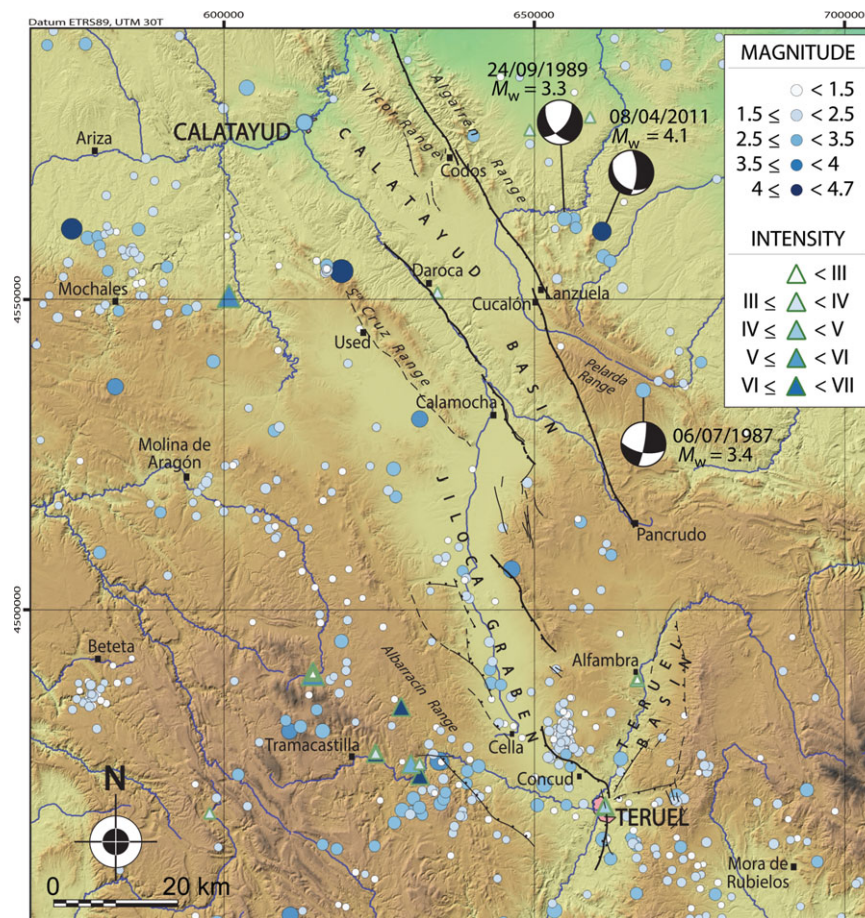 Datum ETRS89, UTM 30T
600000
650000
700000
4550000
4500000
24/09/1989
Mw = 3.3
08/04/2011
Mw = 4.1
06/07/1987
Mw = 3.4
MAGNITUDE
< 1.5
1.5 ≤ < 2.5
2.5 ≤ < 3.5
3.5 ≤ < 4
4 ≤ < 4.7
INTENSITY
< III
III ≤ < IV
IV ≤ < V
V ≤ < VI
VI ≤ < VII
CALATAYUD
Ariza
Vicor Range
Algairén Range
Codos
CALATAYUD BASIN
Daroca
Lanzuela
Cucalón
Mochales
Used
Sta Cruz Range
Pelarda Range
Calamocha
Molina de Aragón
Pancrudo
JILOCA GRABEN
Beteta
Albarracín Range
Alfambra
TERUEL BASIN
Tramacastilla
Cella
Concud
TERUEL
Mora de Rubielos
N
0 20 km